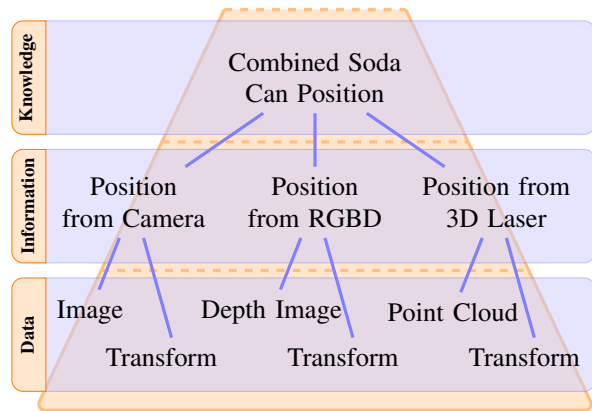 Knowledge
Combined Soda
Can Position
Information
Position
from Camera
Position
from RGBD
Position from
3D Laser
Data
Image
Depth Image
Point Cloud
Transform
Transform
Transform